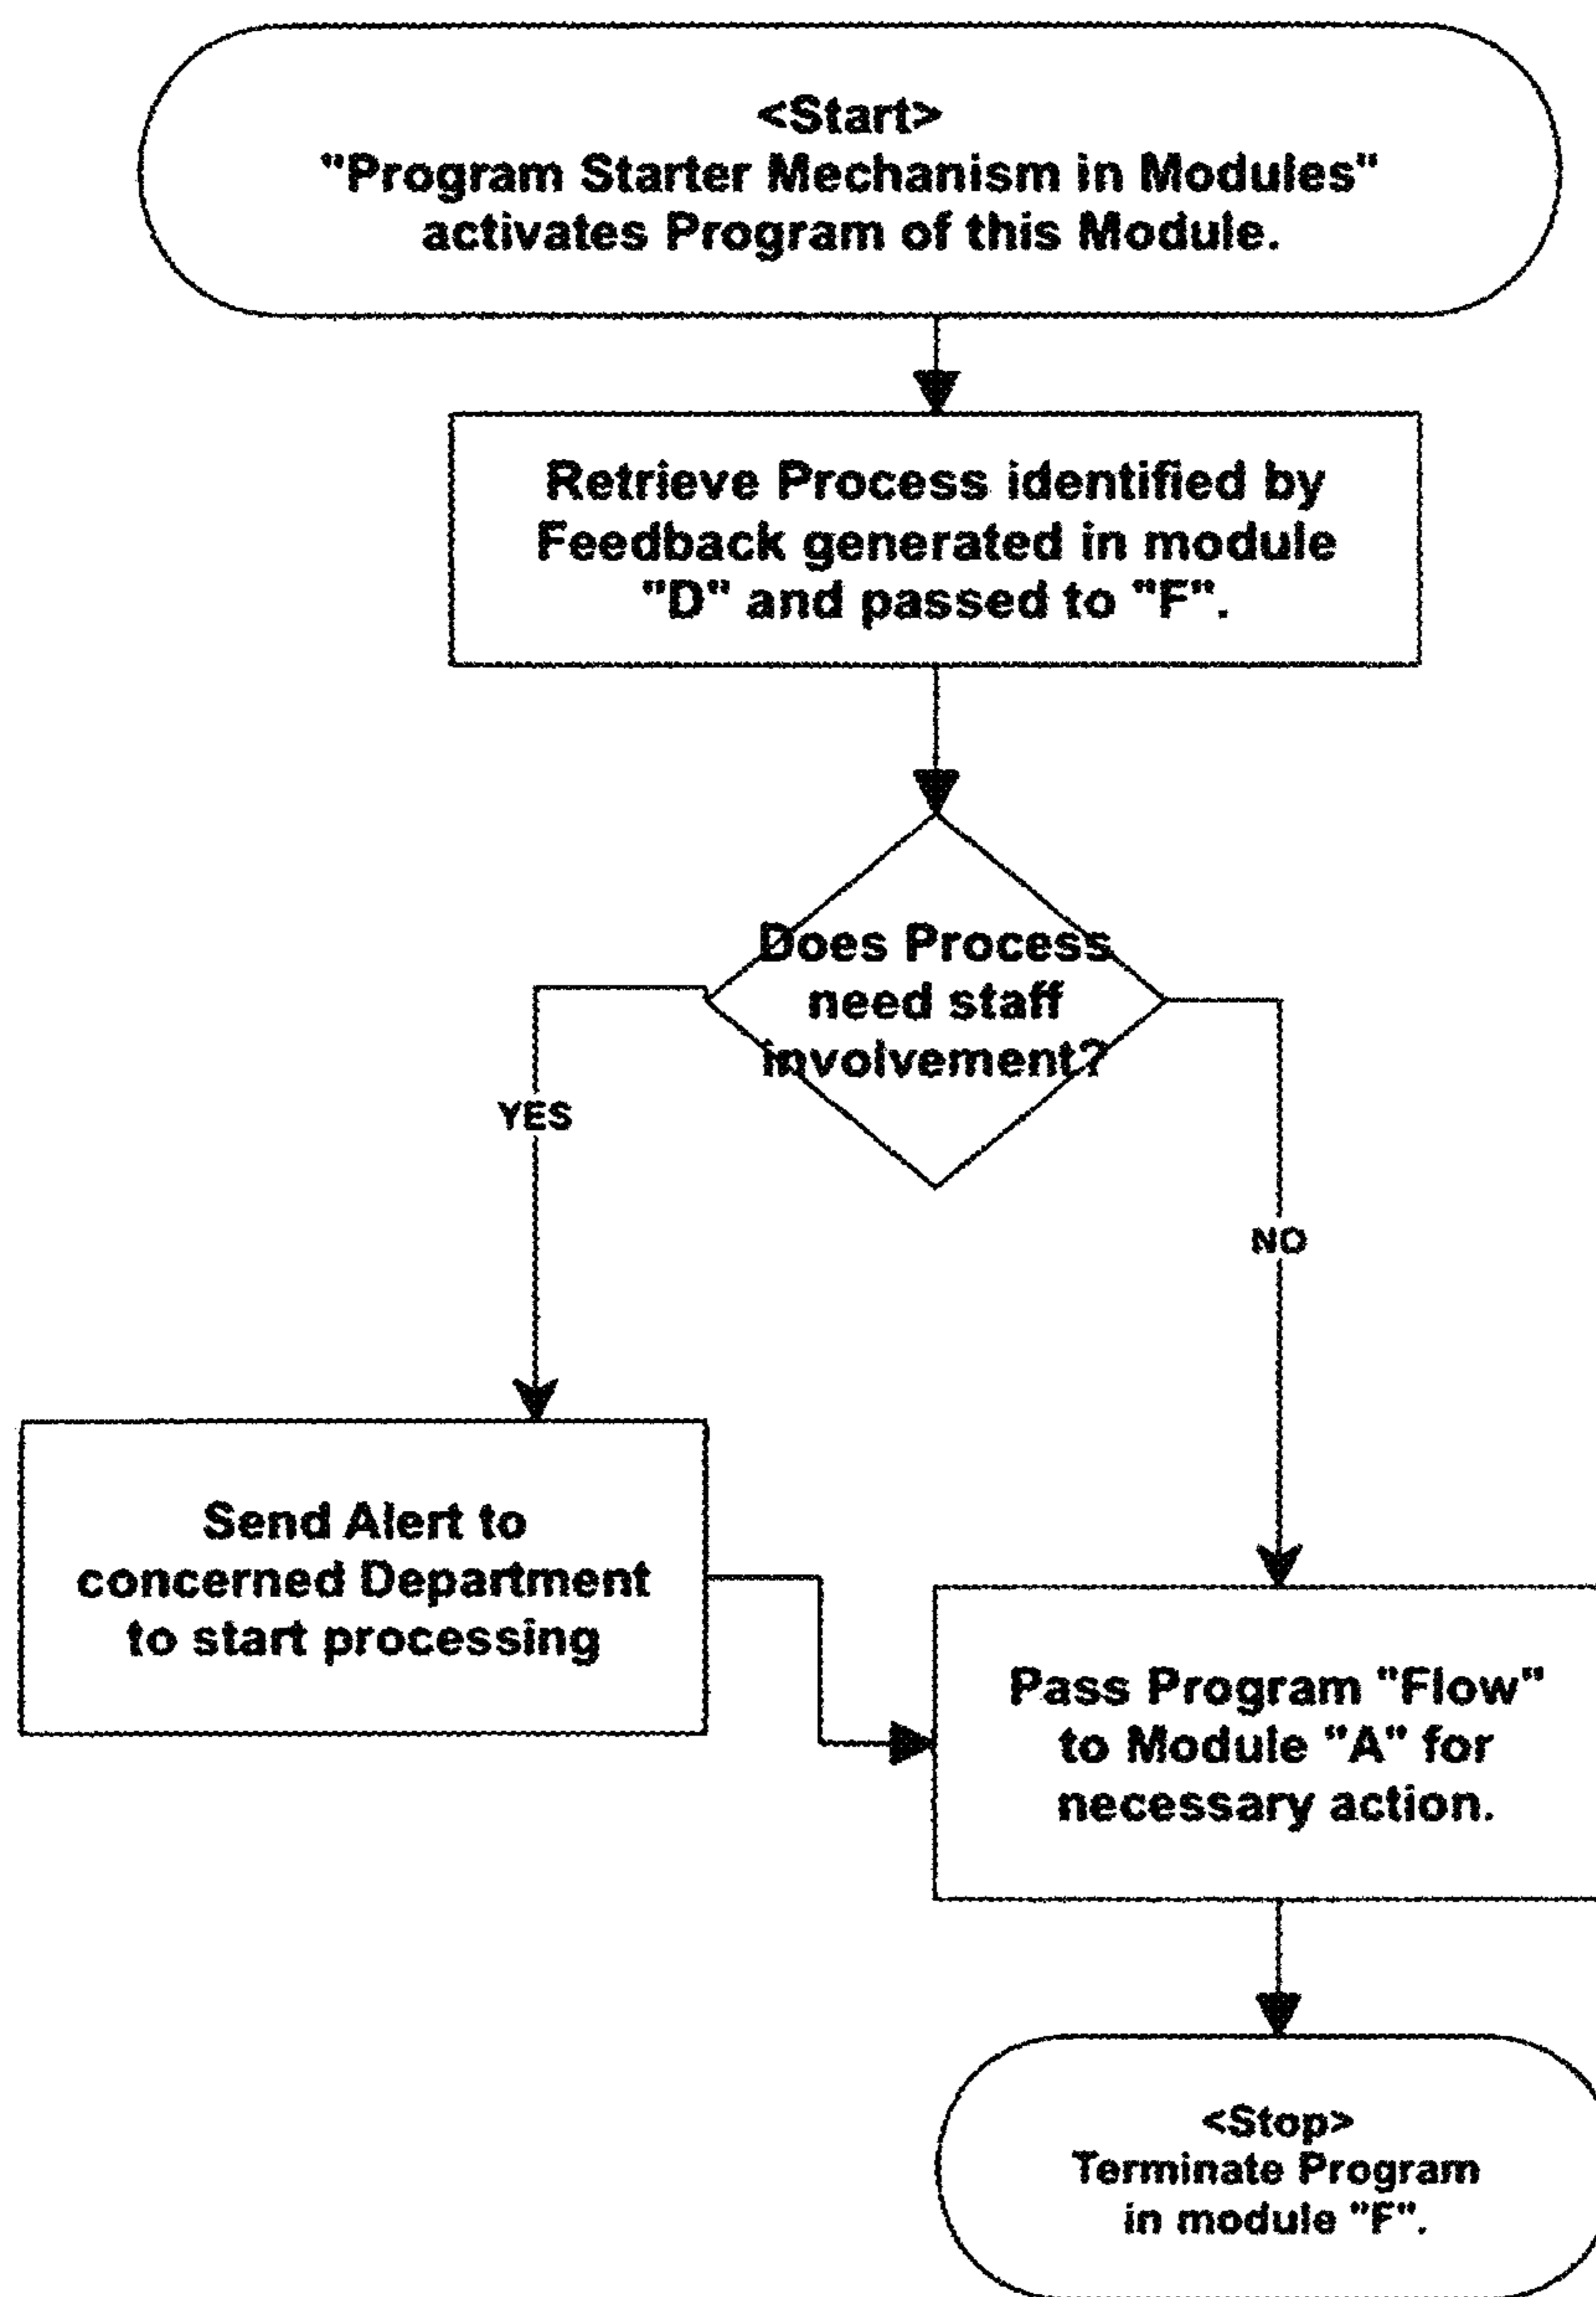 <Start>
"Program Starter Mechanism in Modules"
activates Program of this Module.
Retrieve Process identified by
Feedback generated in module
"D" and passed to "F".
Does Process
need staff
involvement?
YES
NO
Send Alert to
concerned Department
to start processing
Pass Program "Flow"
to Module "A" for
necessary action.
<Stop>
Terminate Program
in module "F".